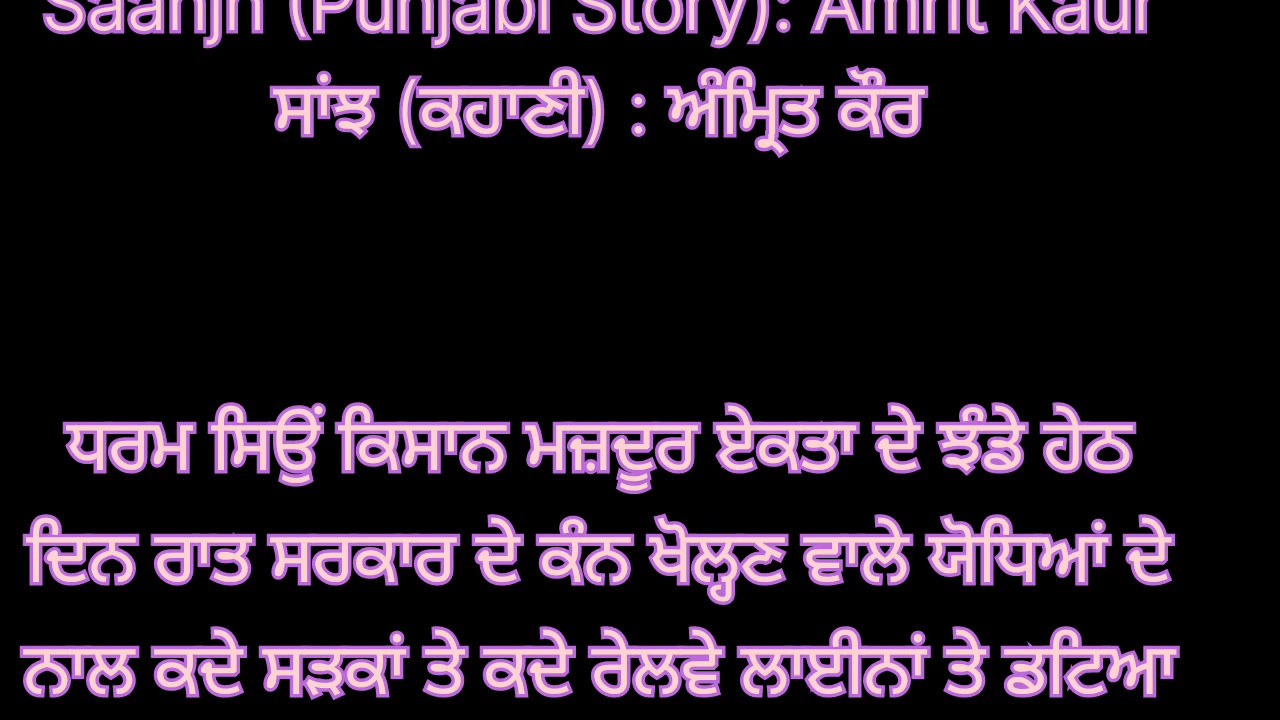 Saanjh (Punjabi Story): Amrit Kaur
ਸਾਂਝ (ਕਹਾਣੀ) : ਅੰਮ੍ਰਿਤ ਕੌਰ
ਧਰਮ ਸਿਉਂ ਕਿਸਾਨ ਮਜ਼ਦੂਰ ਏਕਤਾ ਦੇ ਝੰਡੇ ਹੇਠ
ਦਿਨ ਰਾਤ ਸਰਕਾਰ ਦੇ ਕੰਨ ਖੋਲ੍ਹਣ ਵਾਲੇ ਯੋਧਿਆਂ ਦੇ
ਨਾਲ ਕਦੇ ਸੜਕਾਂ ਤੇ ਕਦੇ ਰੇਲਵੇ ਲਾਈਨਾਂ ਤੇ ਡਟਿਆ